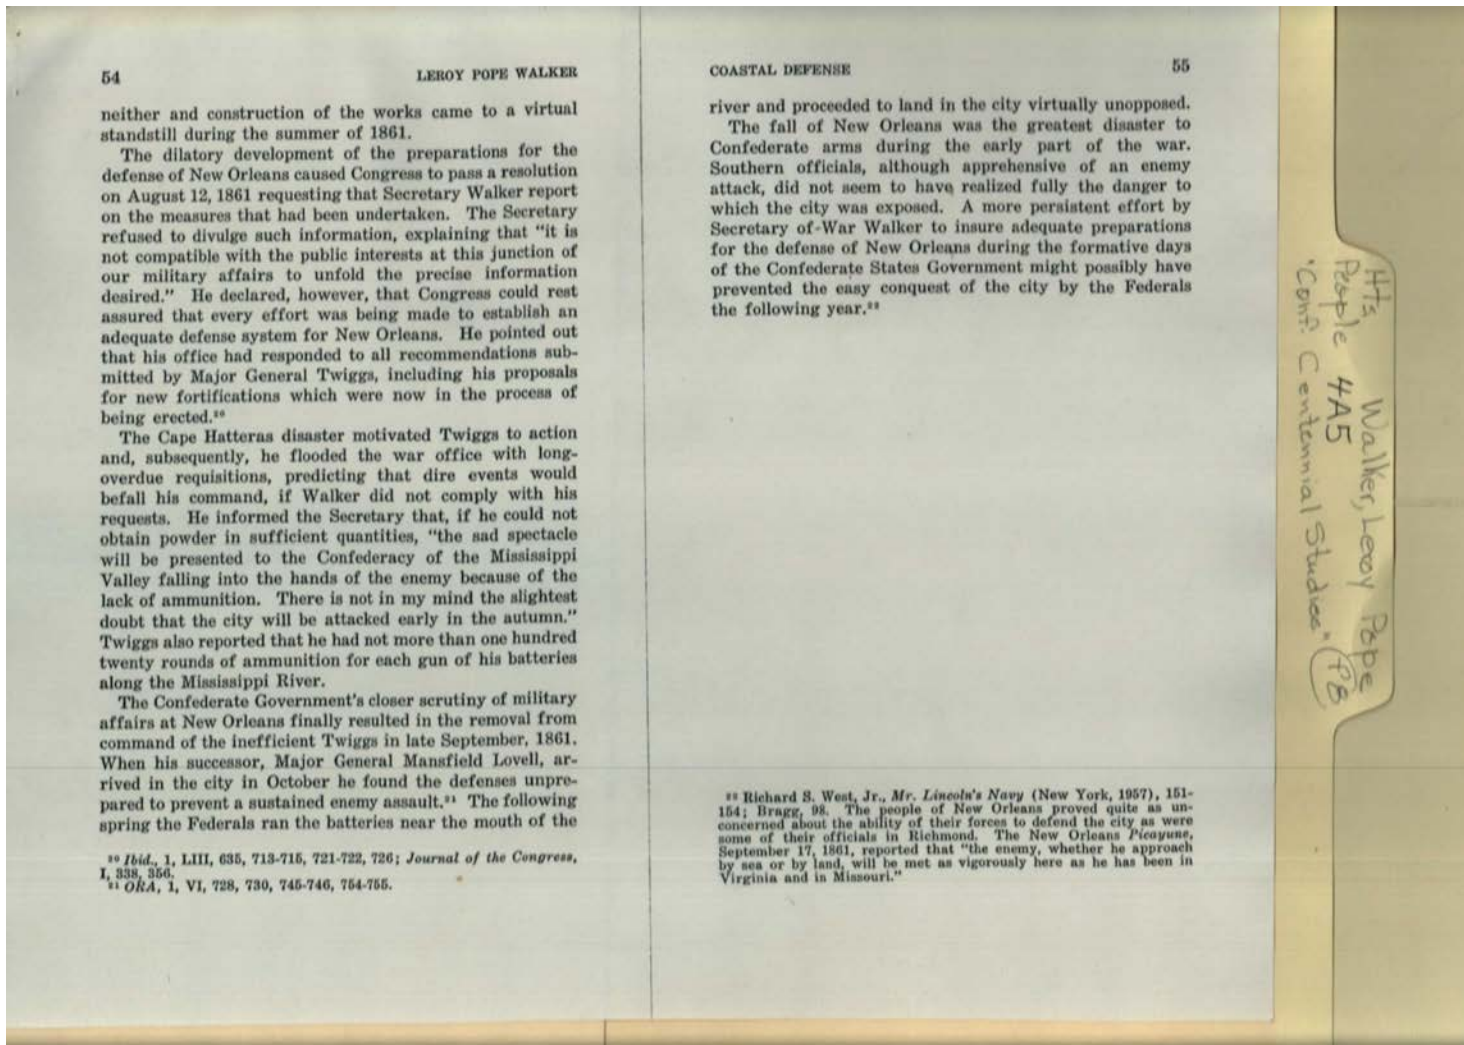 54 LEROY POPE WALKER
neither and construction of the works came to a virtual
standstill during the summer of 1861.
The dilatory development of the preparations for the
defense of New Orleans caused Congress to pass a resolution
on August 12, 1861 requesting that Secretary Walker report
on the measures that had been undertaken. The Secretary
refused to divulge such information, explaining that "it is
not compatible with the public interests at this junction of
our military affairs to unfold the precise information
desired." He declared, however, that Congress could rest
assured that every effort was being made to establish an
adequate defense system for New Orleans. He pointed out
that his office had responded to all recommendations sub-
mitted by Major General Twiggs, including his proposals
for new fortifications which were now in the process of
being erected.²⁰
The Cape Hatteras disaster motivated Twiggs to action
and, subsequently, he flooded the war office with long-
overdue requisitions, predicting that dire events would
befall his command, if Walker did not comply with his
requests. He informed the Secretary that, if he could not
obtain powder in sufficient quantities, "the sad spectacle
will be presented to the Confederacy of the Mississippi
Valley falling into the hands of the enemy because of the
lack of ammunition. There is not in my mind the slightest
doubt that the city will be attacked early in the autumn."
Twiggs also reported that he had not more than one hundred
twenty rounds of ammunition for each gun of his batteries
along the Mississippi River.
The Confederate Government's closer scrutiny of military
affairs at New Orleans finally resulted in the removal from
command of the inefficient Twiggs in late September, 1861.
When his successor, Major General Mansfield Lovell, ar-
rived in the city in October he found the defenses unpre-
pared to prevent a sustained enemy assault.²¹ The following
spring the Federals ran the batteries near the mouth of the
²⁰ Ibid., 1, LIII, 635, 713-715, 721-722, 726; Journal of the Congress,
I, 338, 356.
²¹ ORA, 1, VI, 728, 730, 745-746, 754-755.
COASTAL DEFENSE 55
river and proceeded to land in the city virtually unopposed.
The fall of New Orleans was the greatest disaster to
Confederate arms during the early part of the war.
Southern officials, although apprehensive of an enemy
attack, did not seem to have realized fully the danger to
which the city was exposed. A more persistent effort by
Secretary of-War Walker to insure adequate preparations
for the defense of New Orleans during the formative days
of the Confederate States Government might possibly have
prevented the easy conquest of the city by the Federals
the following year.²²
²² Richard S. West, Jr., Mr. Lincoln's Navy (New York, 1957), 151-
154; Bragg, 98. The people of New Orleans proved quite as un-
concerned about the ability of their forces to defend the city as were
some of their officials in Richmond. The New Orleans Picayune,
September 17, 1861, reported that "the enemy, whether he approach
by sea or by land, will be met as vigorously here as he has been in
Virginia and in Missouri."
Hts, Walker, Leroy Pope
People 4A5
"Conf. Centennial Studies" P8